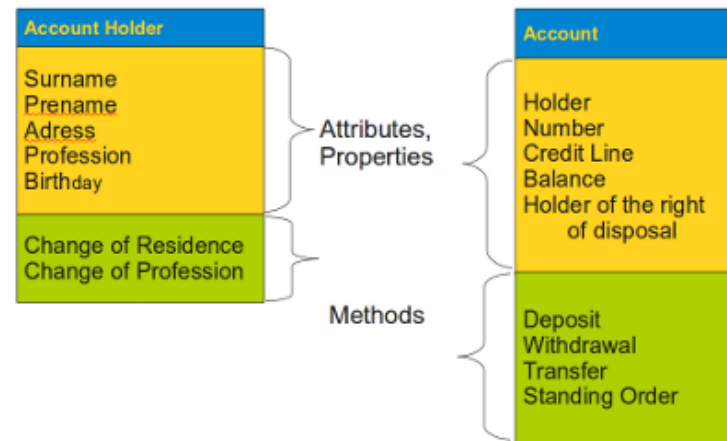 Account Holder
Surname
Prename
Adress
Profession
Birthday
Change of Residence
Change of Profession
Attributes,
Properties
Methods
Account
Holder
Number
Credit Line
Balance
Holder of the right
of disposal
Deposit
Withdrawal
Transfer
Standing Order